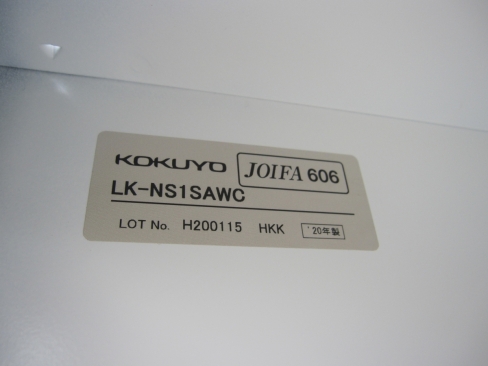 KOKUYO JOIFA 606
LK-NS1SAWC
LOT No. H200115 HKK '20年製